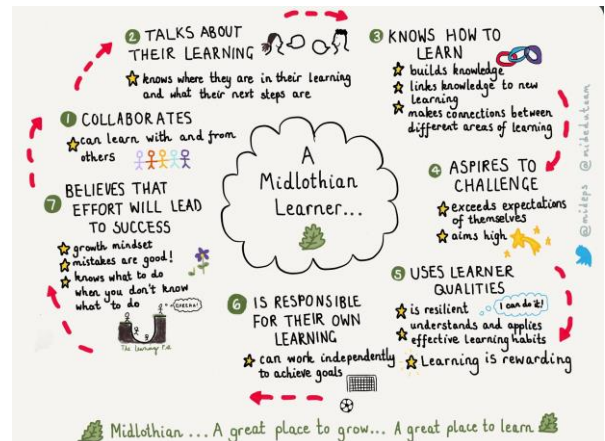 A
Midlothian
Learner...
1 COLLABORATES
can learn with and from
others
2 TALKS ABOUT
THEIR LEARNING
knows where they are in their learning
and what their next steps are
3 KNOWS HOW TO
LEARN
builds knowledge
links knowledge to new
learning
makes connections between
different areas of learning
4 ASPIRES TO
CHALLENGE
exceeds expectations
of themselves
aims high
5 USES LEARNER
QUALITIES
is resilient
I can do it!
understands and applies
effective learning habits
Learning is rewarding
6 IS RESPONSIBLE
FOR THEIR OWN
LEARNING
can work independently
to achieve goals
7 BELIEVES THAT
EFFORT WILL LEAD
TO SUCCESS
growth mindset
mistakes are good!
knows what to do
when you don't know
what to do
EUREKA!
The Learning Pit
@mideps @mideduteam
Midlothian... A great place to grow... A great place to learn